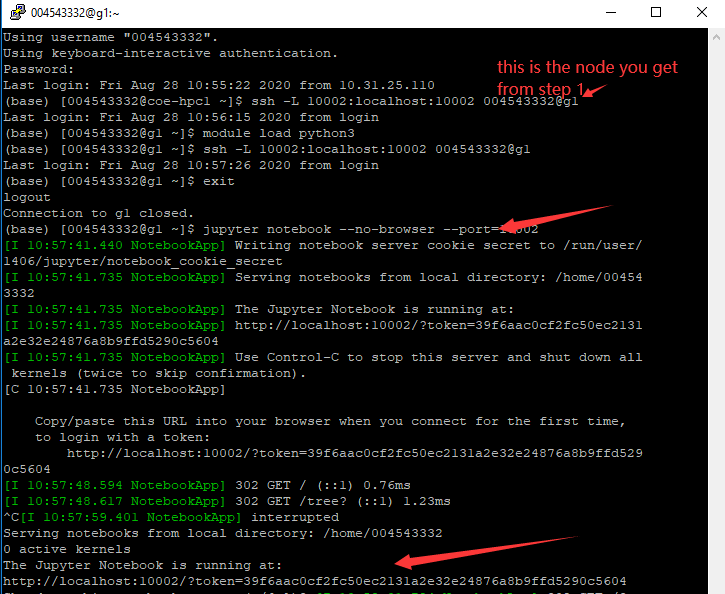 004543332@g1:~
Using username "004543332".
Using keyboard-interactive authentication.
Password:
Last login: Fri Aug 28 10:55:22 2020 from 10.31.25.110
this is the node you get
from step 1
(base) [004543332@coe-hpc1 ~]$ ssh -L 10002:localhost:10002 004543332@g1
Last login: Fri Aug 28 10:56:15 2020 from login
(base) [004543332@g1 ~]$ module load python3
(base) [004543332@g1 ~]$ ssh -L 10002:localhost:10002 004543332@g1
Last login: Fri Aug 28 10:57:26 2020 from login
(base) [004543332@g1 ~]$ exit
logout
Connection to g1 closed.
(base) [004543332@g1 ~]$ jupyter notebook --no-browser --port=10002
[I 10:57:41.440 NotebookApp] Writing notebook server cookie secret to /run/user/
1406/jupyter/notebook_cookie_secret
[I 10:57:41.735 NotebookApp] Serving notebooks from local directory: /home/00454
3332
[I 10:57:41.735 NotebookApp] The Jupyter Notebook is running at:
[I 10:57:41.735 NotebookApp] http://localhost:10002/?token=39f6aac0cf2fc50ec2131
a2e32e24876a8b9ffd5290c5604
[I 10:57:41.735 NotebookApp] Use Control-C to stop this server and shut down all
kernels (twice to skip confirmation).
[C 10:57:41.735 NotebookApp]
Copy/paste this URL into your browser when you connect for the first time,
to login with a token:
http://localhost:10002/?token=39f6aac0cf2fc50ec2131a2e32e24876a8b9ffd529
0c5604
[I 10:57:48.594 NotebookApp] 302 GET / (::1) 0.76ms
[I 10:57:48.617 NotebookApp] 302 GET /tree? (::1) 1.23ms
^C[I 10:57:59.401 NotebookApp] interrupted
Serving notebooks from local directory: /home/004543332
0 active kernels
The Jupyter Notebook is running at:
http://localhost:10002/?token=39f6aac0cf2fc50ec2131a2e32e24876a8b9ffd5290c5604